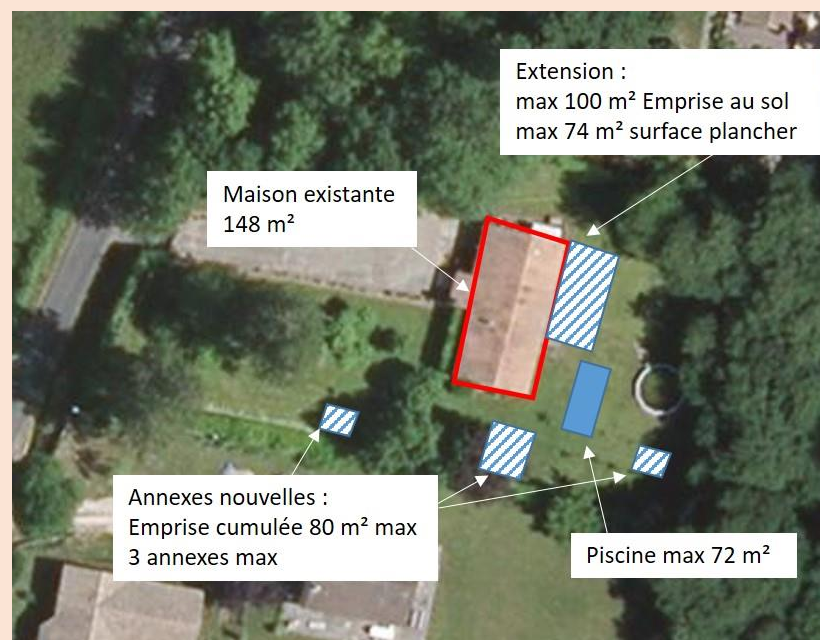 Extension :
max 100 m² Emprise au sol
max 74 m² surface plancher
Maison existante
148 m²
Annexes nouvelles :
Emprise cumulée 80 m² max
3 annexes max
Piscine max 72 m²